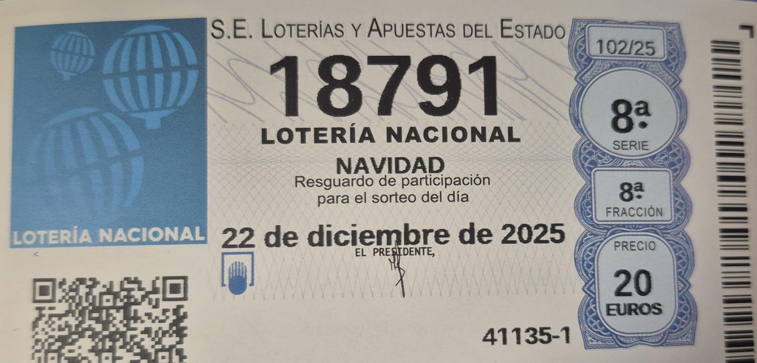 S.E. LOTERÍAS Y APUESTAS DEL ESTADO
102/25
18791
LOTERÍA NACIONAL
8ª
SERIE
NAVIDAD
Resguardo de participación
para el sorteo del día
8ª
FRACCIÓN
LOTERÍA NACIONAL
22 de diciembre de 2025
EL PRESIDENTE,
PRECIO
20
EUROS
41135-1